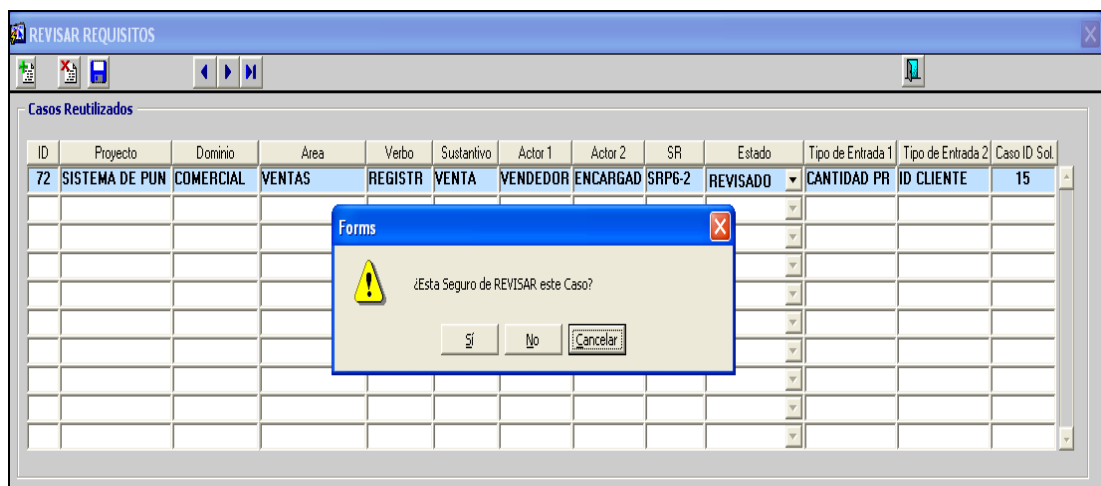 REVISAR REQUISITOS
Casos Reutilizados
ID Proyecto Dominio Area Verbo Sustantivo Actor 1 Actor 2 SR Estado Tipo de Entrada 1 Tipo de Entrada 2 Caso ID Sol.
72 SISTEMA DE PUN COMERCIAL VENTAS REGISTR VENTA VENDEDOR ENCARGAD SRP6-2 REVISADO CANTIDAD PR ID CLIENTE 15
Forms
¿Esta Seguro de REVISAR este Caso?
Sí No Cancelar